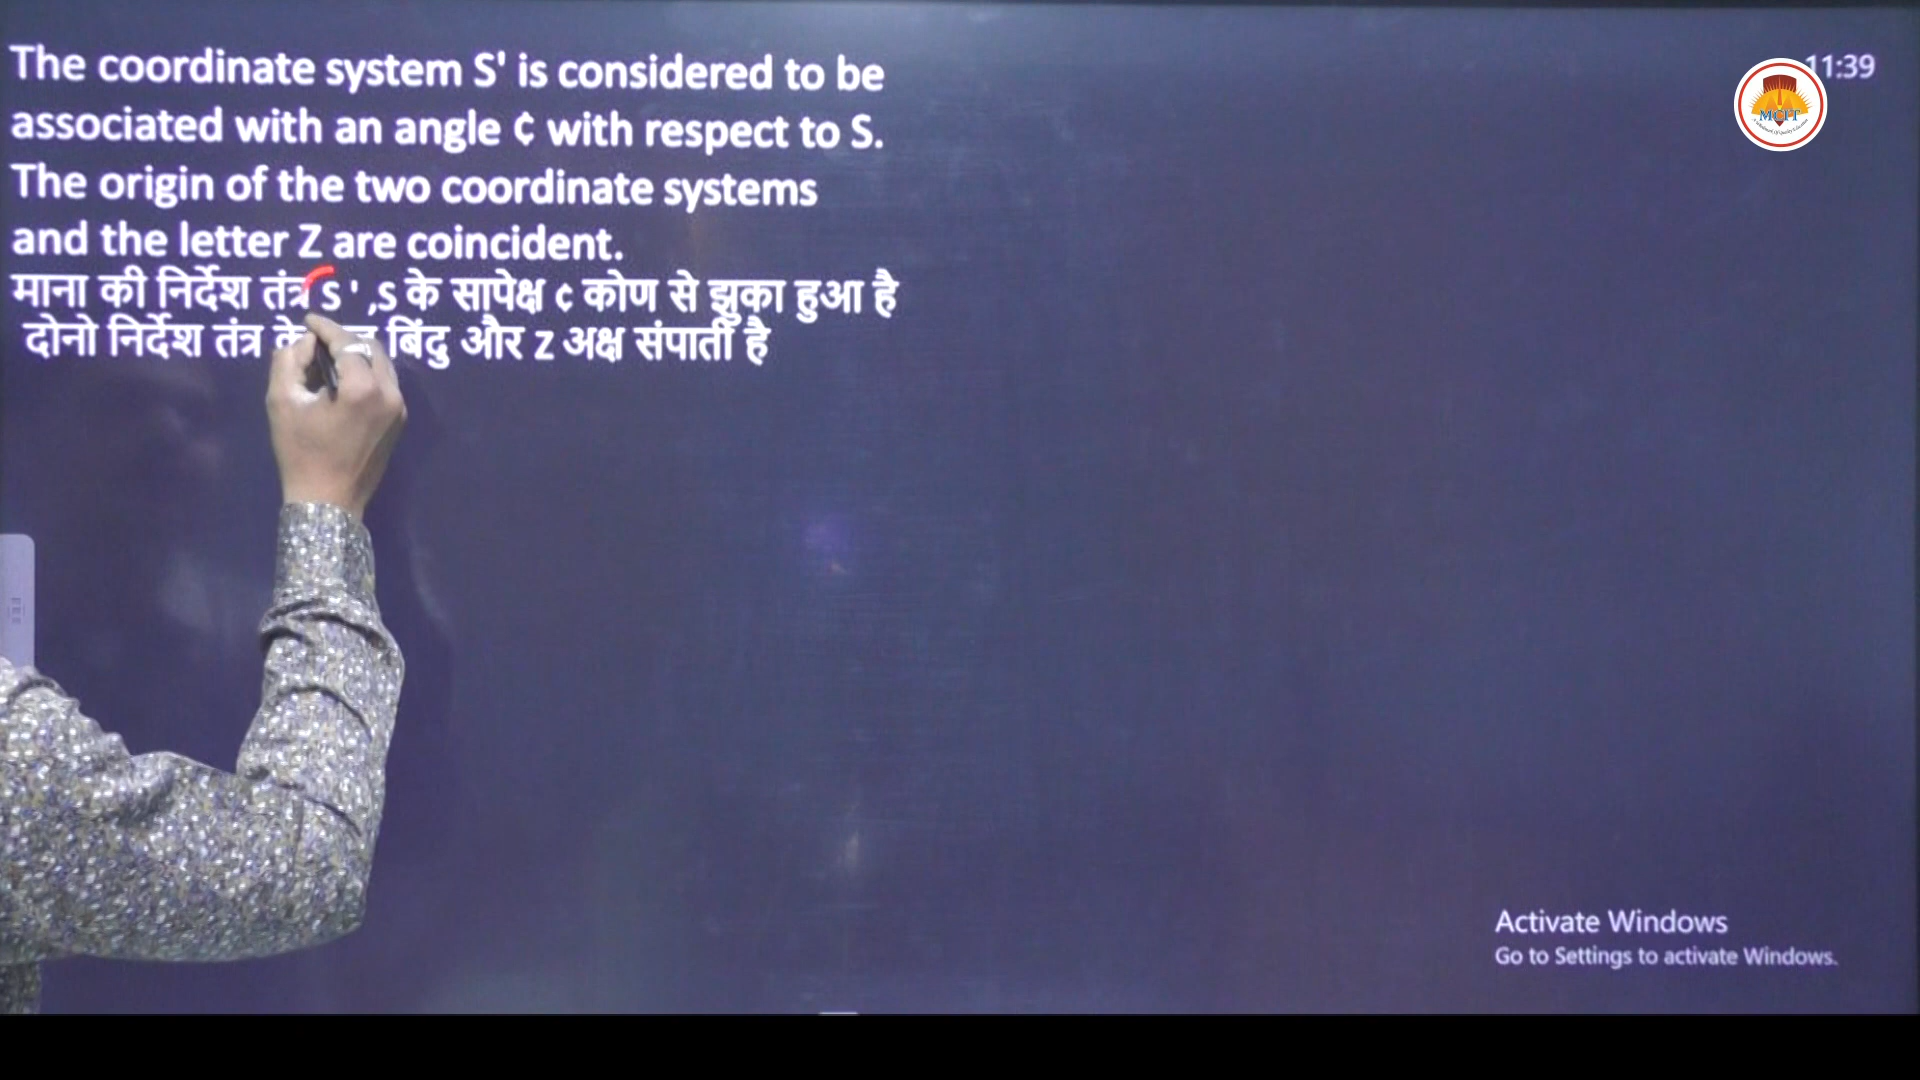 The coordinate system S' is considered to be
associated with an angle ¢ with respect to S.
The origin of the two coordinate systems
and the letter Z are coincident.
माना की निर्देश तंत्र S ' ,S के सापेक्ष ¢ कोण से झुका हुआ है
दोनो निर्देश तंत्र के बिंदु और Z अक्ष संपाती है
11:39
MCPT
Activate Windows
Go to Settings to activate Windows.